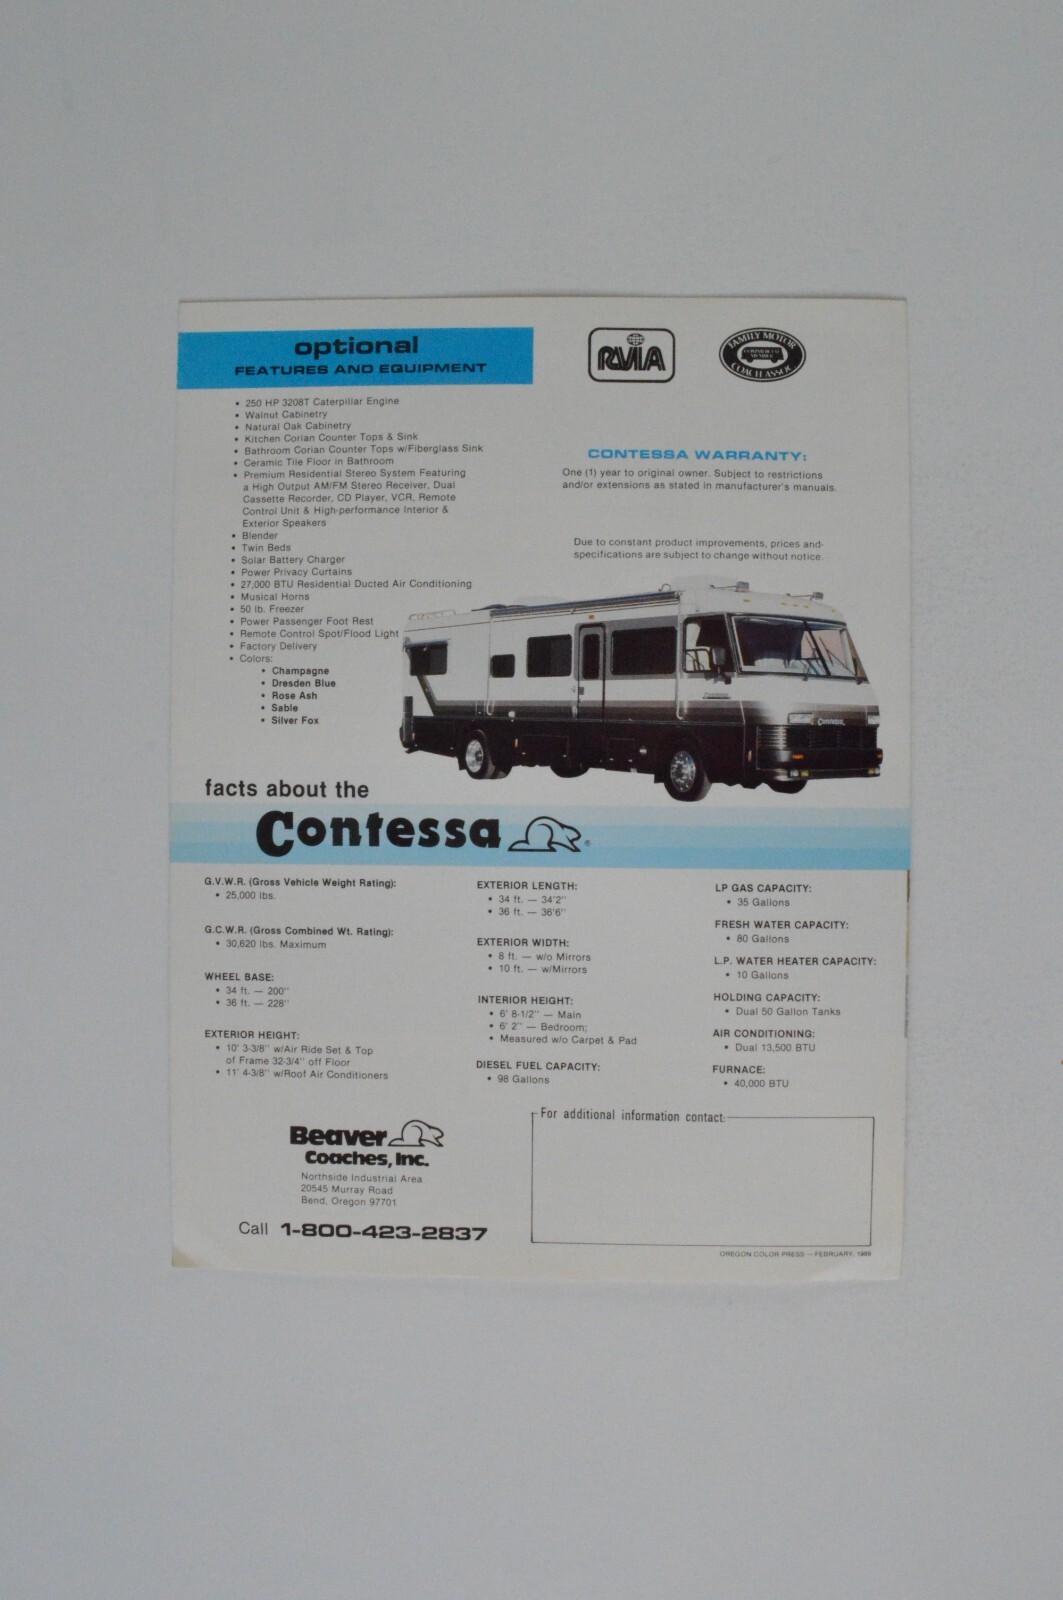 optional
FEATURES AND EQUIPMENT
• 250 HP 3208T Caterpillar Engine
• Walnut Cabinetry
• Natural Oak Cabinetry
• Kitchen Corian Counter Tops & Sink
• Bathroom Corian Counter Tops w/Fiberglass Sink
• Ceramic Tile Floor in Bathroom
• Premium Residential Stereo System Featuring
a High Output AM/FM Stereo Receiver, Dual
Cassette Recorder, CD Player, VCR, Remote
Control Unit & High-performance Interior &
Exterior Speakers
• Blender
• Twin Beds
• Solar Battery Charger
• Power Privacy Curtains
• 27,000 BTU Residential Ducted Air Conditioning
• Musical Horns
• 50 lb. Freezer
• Power Passenger Foot Rest
• Remote Control Spot/Flood Light
• Factory Delivery
• Colors:
• Champagne
• Dresden Blue
• Rose Ash
• Sable
• Silver Fox
RVIA
FAMILY MOTOR
COMMERCIAL
MEMBER
COACH ASSOC
CONTESSA WARRANTY:
One (1) year to original owner. Subject to restrictions
and/or extensions as stated in manufacturer's manuals.
Due to constant product improvements, prices and
specifications are subject to change without notice.
Contessa
facts about the
Contessa ®
G.V.W.R. (Gross Vehicle Weight Rating):
• 25,000 lbs.
G.C.W.R. (Gross Combined Wt. Rating):
• 30,620 lbs. Maximum
WHEEL BASE:
• 34 ft. — 200"
• 36 ft. — 228"
EXTERIOR HEIGHT:
• 10' 3-3/8" w/Air Ride Set & Top
of Frame 32-3/4" off Floor
• 11' 4-3/8" w/Roof Air Conditioners
EXTERIOR LENGTH:
• 34 ft. — 34'2"
• 36 ft. — 36'6"
EXTERIOR WIDTH:
• 8 ft. — w/o Mirrors
• 10 ft. — w/Mirrors
INTERIOR HEIGHT:
• 6' 8-1/2" — Main
• 6' 2" — Bedroom;
• Measured w/o Carpet & Pad
DIESEL FUEL CAPACITY:
• 98 Gallons
LP GAS CAPACITY:
• 35 Gallons
FRESH WATER CAPACITY:
• 80 Gallons
L.P. WATER HEATER CAPACITY:
• 10 Gallons
HOLDING CAPACITY:
• Dual 50 Gallon Tanks
AIR CONDITIONING:
• Dual 13,500 BTU
FURNACE:
• 40,000 BTU
Beaver
Coaches, Inc.
Northside Industrial Area
20545 Murray Road
Bend, Oregon 97701
Call 1-800-423-2837
For additional information contact:
OREGON COLOR PRESS — FEBRUARY, 1989